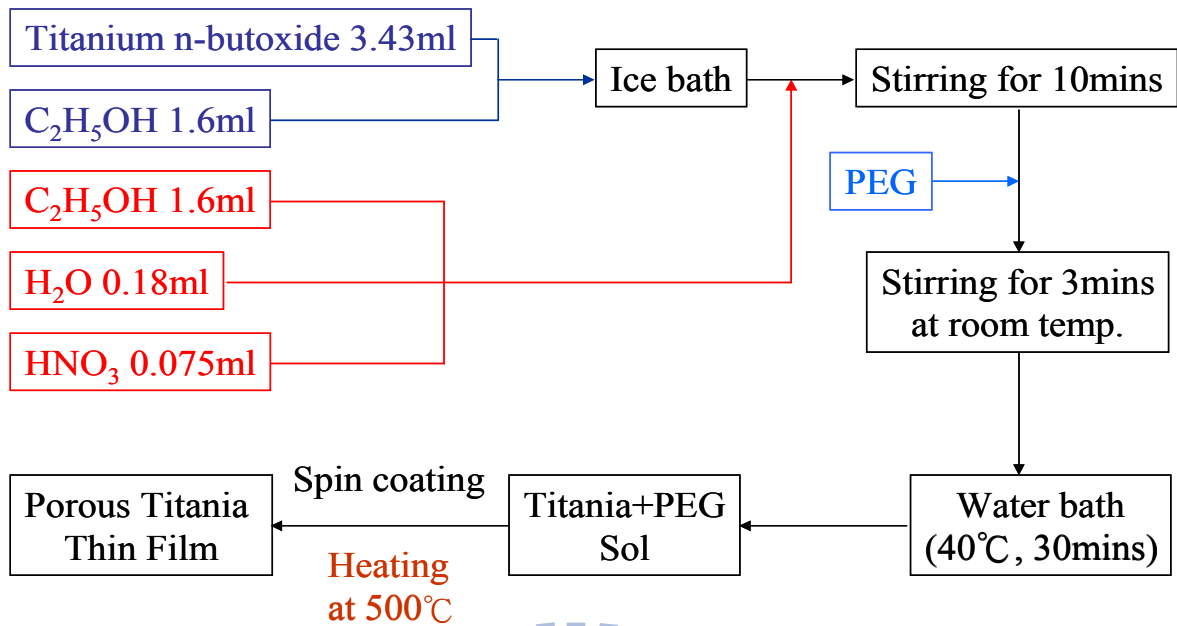 Titanium n-butoxide 3.43ml
C₂H₅OH 1.6ml
Ice bath
Stirring for 10mins
C₂H₅OH 1.6ml
PEG
H₂O 0.18ml
Stirring for 3mins
at room temp.
HNO₃ 0.075ml
Water bath
(40℃, 30mins)
Titania+PEG
Sol
Spin coating
Heating
at 500℃
Porous Titania
Thin Film